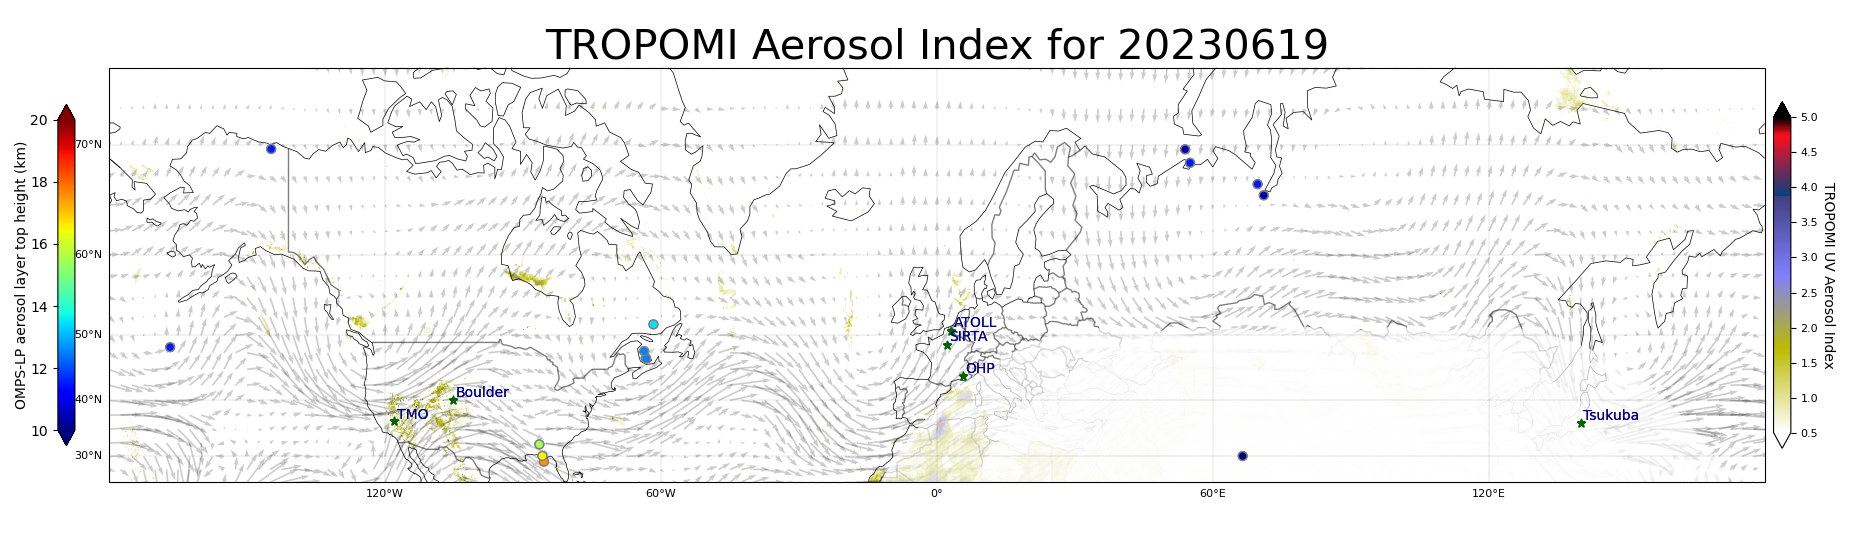 TROPOMI Aerosol Index for 20230619
OMPS-LP aerosol layer top height (km)
20
18
16
14
12
10
70°N
60°N
50°N
40°N
30°N
120°W
60°W
0°
60°E
120°E
ATOLL
SIRTA
OHP
Boulder
TMO
Tsukuba
5.0
4.5
4.0
3.5
3.0
2.5
2.0
1.5
1.0
0.5
TROPOMI UV Aerosol Index